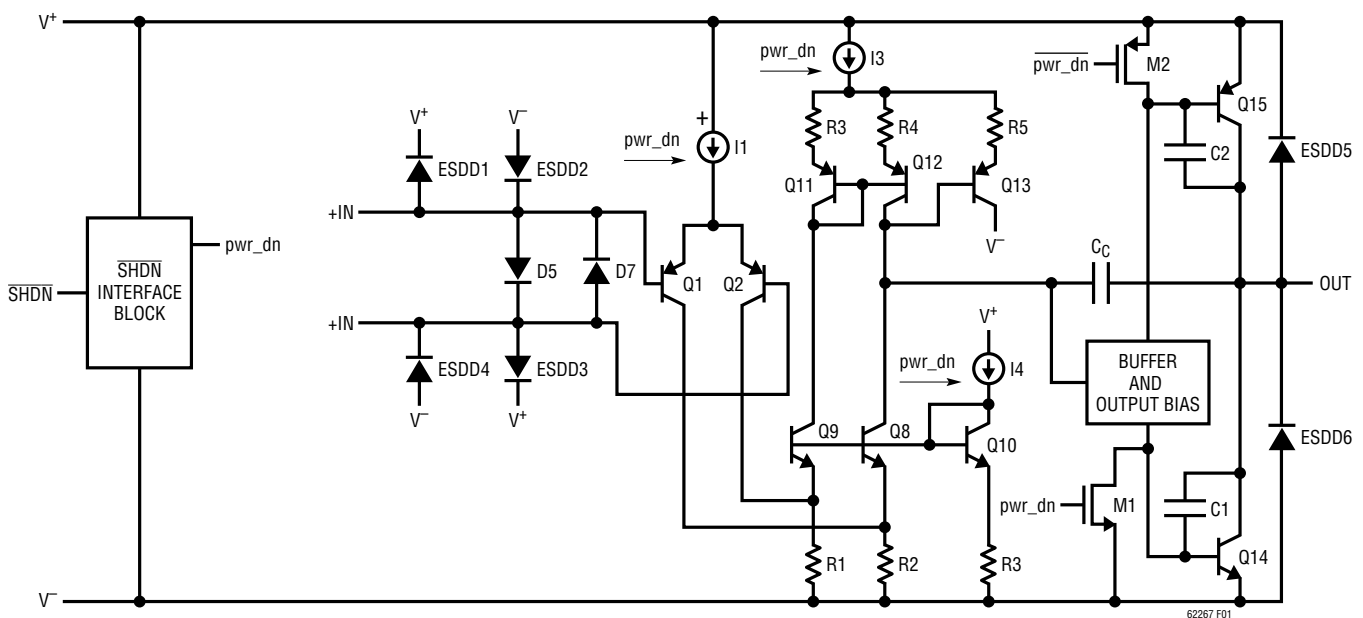 V+
pwr_dn
I3
pwr_dn
M2
Q15
R3
R4
R5
V+
V–
+
pwr_dn
I1
ESDD1
ESDD2
Q11
Q12
Q13
C2
ESDD5
+IN
V–
SHDN
INTERFACE
BLOCK
pwr_dn
SHDN
D5
D7
Q1
Q2
CC
OUT
+IN
V+
ESDD4
ESDD3
pwr_dn
I4
BUFFER
AND
OUTPUT BIAS
V–
V+
Q9
Q8
Q10
ESDD6
pwr_dn
M1
C1
Q14
R1
R2
R3
V–
62267 F01